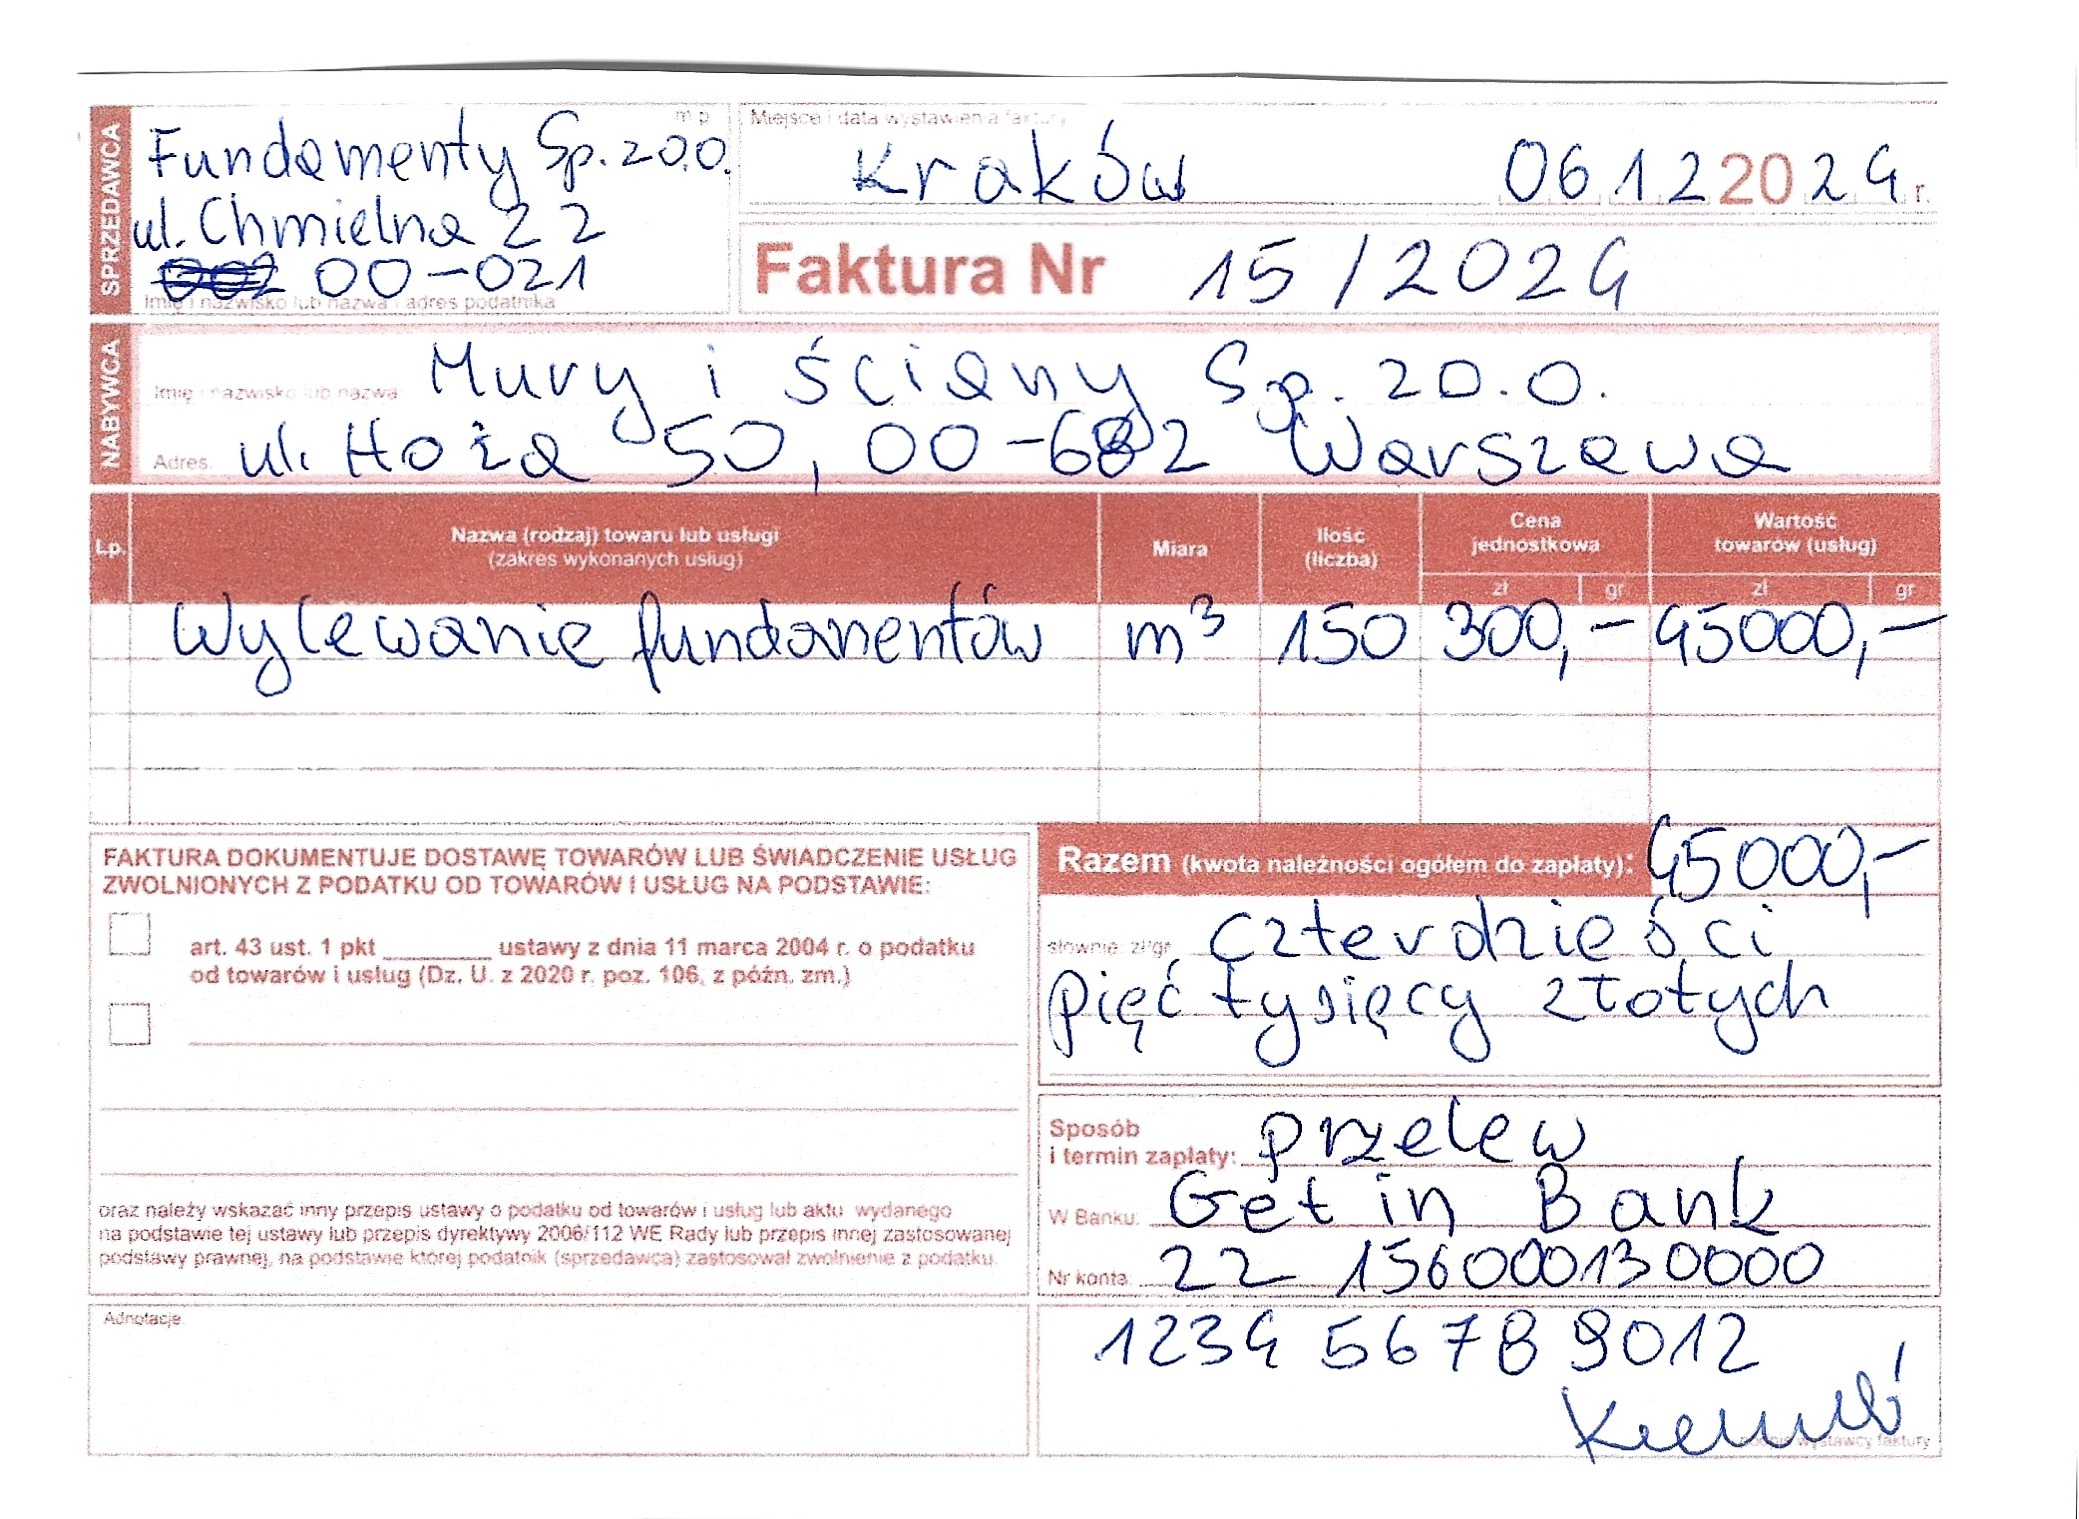 SPRZEDAWCA
m.p.
Fundamenty Sp. z o.o.
ul. Chmielna 22
00-021
Imię i nazwisko lub nazwa i adres podatnika
Miejsce i data wystawienia faktury
Kraków 06 12 2024 r.
Faktura Nr 15/2024
NABYWCA
Imię i nazwisko lub nazwa Mury i ściany Sp. z o.o.
Adres ul. Hoża 50, 00-682 Warszawa
Lp. Nazwa (rodzaj) towaru lub usługi (zakres wykonanych usług) Miara Ilość (liczba) Cena jednostkowa Wartość towarów (usług)
zł gr zł gr
Wylewanie fundamentów m³ 150 300,- 45000,-
FAKTURA DOKUMENTUJE DOSTAWĘ TOWARÓW LUB ŚWIADCZENIE USŁUG
ZWOLNIONYCH Z PODATKU OD TOWARÓW I USŁUG NA PODSTAWIE:
art. 43 ust. 1 pkt ________ ustawy z dnia 11 marca 2004 r. o podatku
od towarów i usług (Dz. U. z 2020 r. poz. 106, z późn. zm.)
oraz należy wskazać inny przepis ustawy o podatku od towarów i usług lub aktu wydanego
na podstawie tej ustawy lub przepis dyrektywy 2006/112 WE Rady lub przepis innej zastosowanej
podstawy prawnej, na podstawie której podatnik (sprzedawca) zastosował zwolnienie z podatku.
Adnotacje
Razem (kwota należności ogółem do zapłaty): 45000,-
słownie: zł/gr czterdzieści
pięć tysięcy złotych
Sposób
i termin zapłaty: przelew
W Banku: Get in Bank
Nr konta 22 156000130000
1234 5678 9012
podpis wystawcy faktury